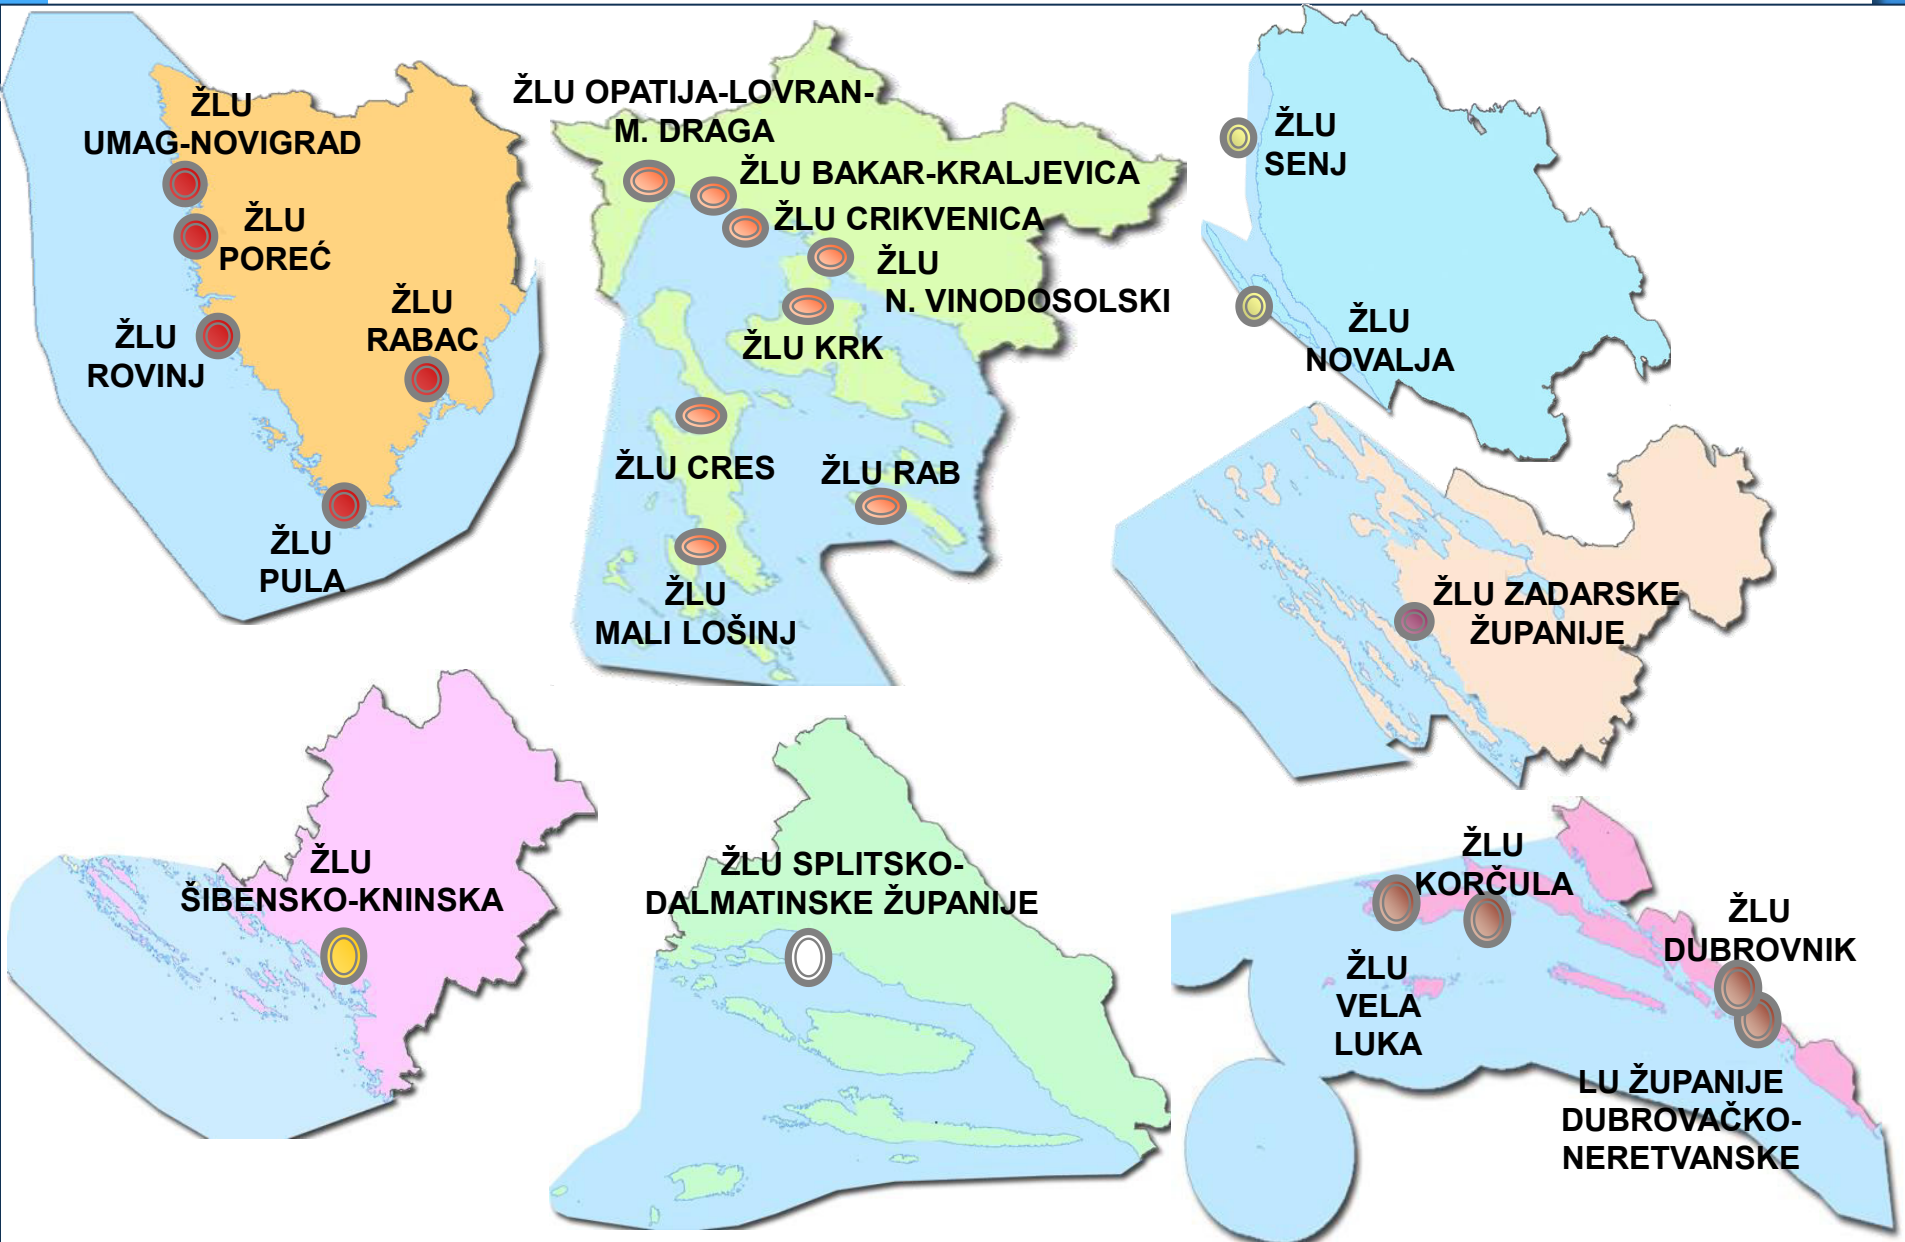 ŽLU
UMAG-NOVIGRAD
ŽLU
POREĆ
ŽLU
ROVINJ
ŽLU
RABAC
ŽLU
PULA
ŽLU OPATIJA-LOVRAN-
M. DRAGA
ŽLU BAKAR-KRALJEVICA
ŽLU CRIKVENICA
ŽLU
N. VINODOSOLSKI
ŽLU KRK
ŽLU CRES
ŽLU RAB
ŽLU
MALI LOŠINJ
ŽLU
SENJ
ŽLU
NOVALJA
ŽLU ZADARSKE
ŽUPANIJE
ŽLU
ŠIBENSKO-KNINSKA
ŽLU SPLITSKO-
DALMATINSKE ŽUPANIJE
ŽLU
KORČULA
ŽLU
VELA
LUKA
ŽLU
DUBROVNIK
LU ŽUPANIJE
DUBROVAČKO-
NERETVANSKE